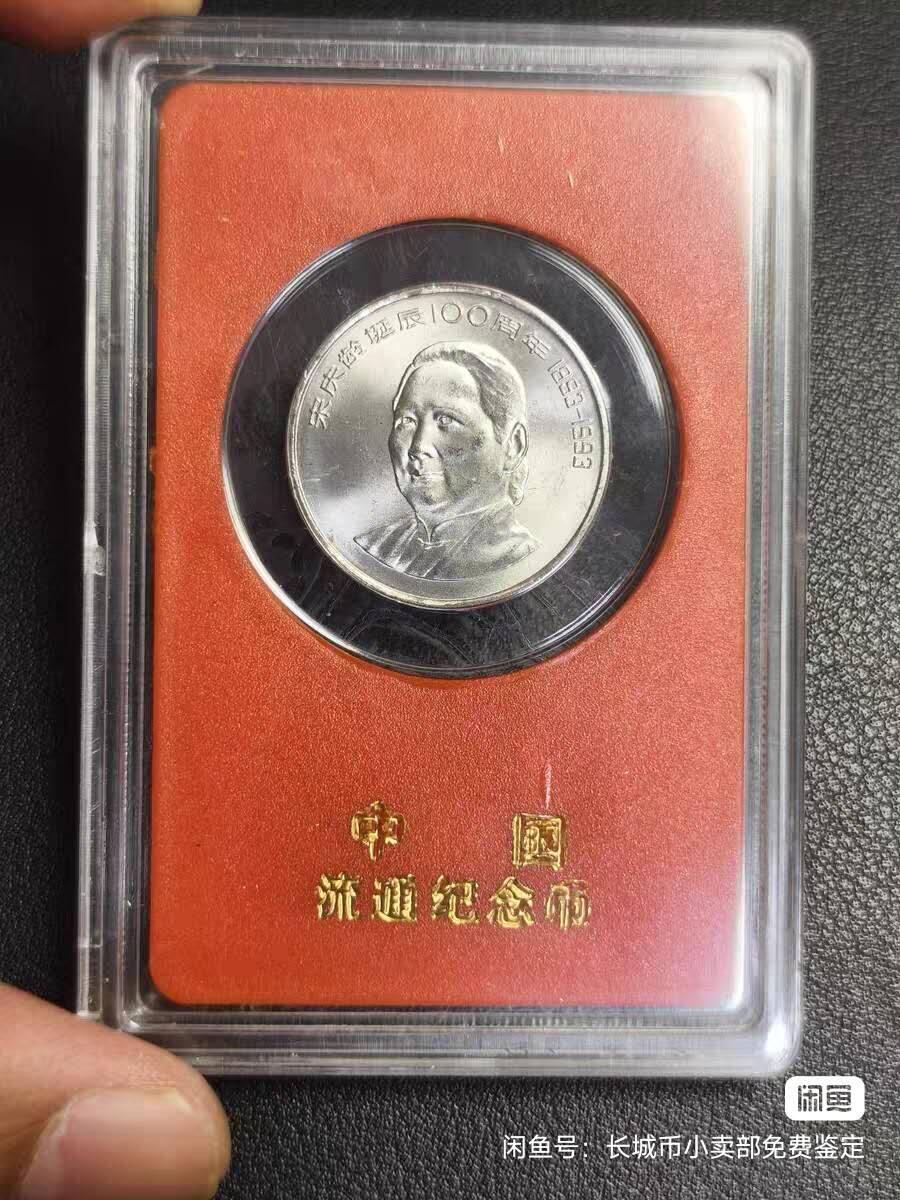 宋庆龄诞辰100周年 1893-1993
中 国
流通纪念币
闲鱼
闲鱼号：长城币小卖部免费鉴定